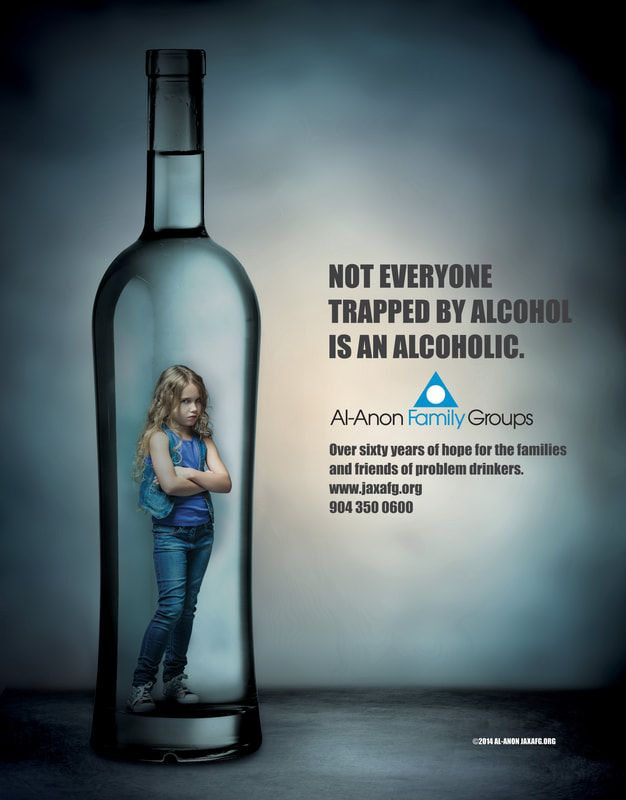 NOT EVERYONE
TRAPPED BY ALCOHOL
IS AN ALCOHOLIC.
Al-Anon Family Groups
Over sixty years of hope for the families
and friends of problem drinkers.
www.jaxafg.org
904 350 0600
©2014 AL-ANON JAXAFG.ORG